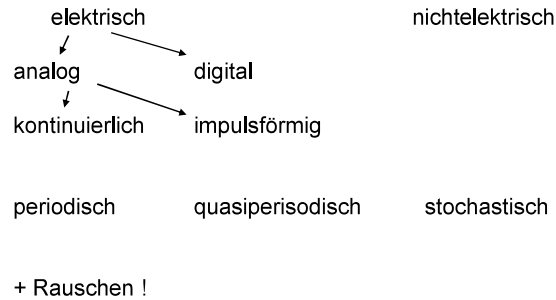 elektrisch nichtelektrisch
analog digital
kontinuierlich impulsförmig
periodisch quasiperisodisch stochastisch
+ Rauschen !